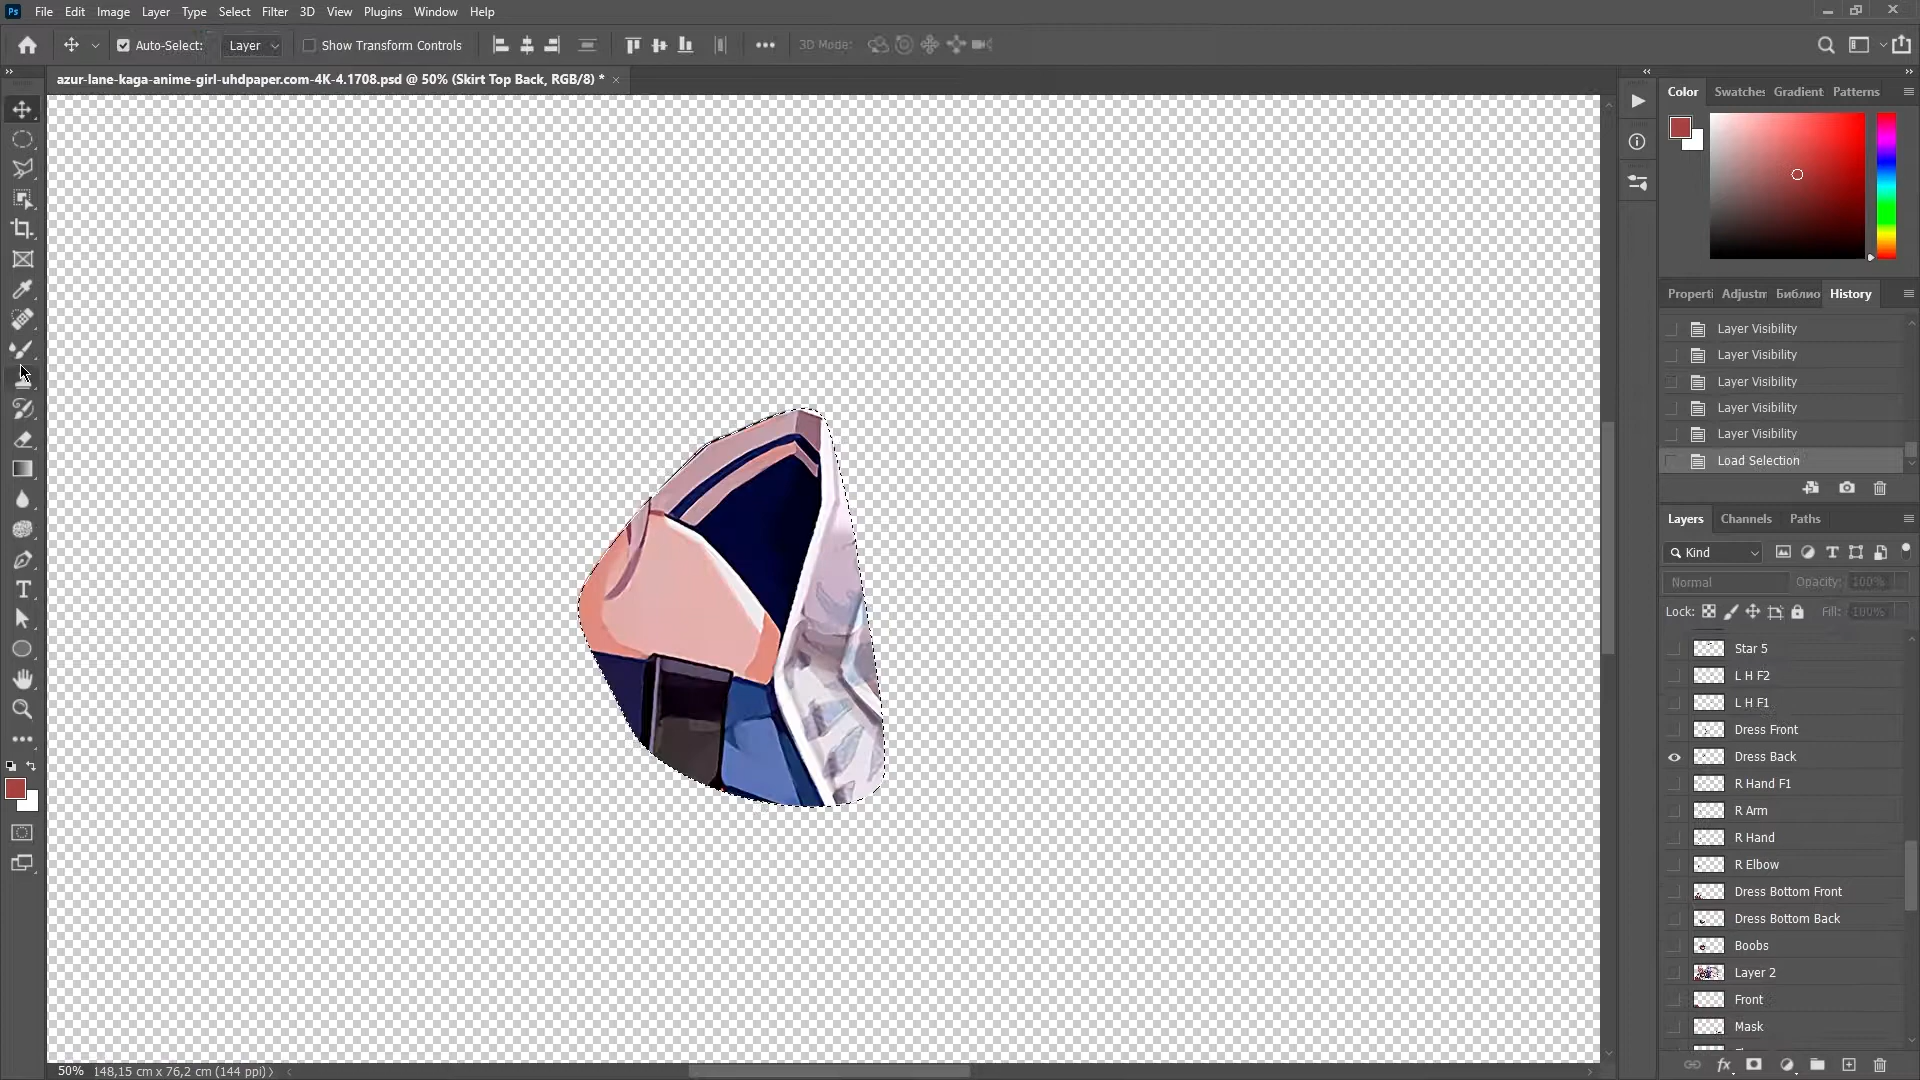 Ps File Edit Image Layer Type Select Filter 3D View Plugins Window Help
Auto-Select: Layer Show Transform Controls 3D Mode:
azur-lane-kaga-anime-girl-uhdpaper.com-4K-4.1708.psd @ 50% (Skirt Top Back, RGB/8) * ×
Color Swatches Gradient Patterns
Properti Adjustm Библио History
Layer Visibility
Layer Visibility
Layer Visibility
Layer Visibility
Layer Visibility
Load Selection
Layers Channels Paths
Kind
Normal Opacity: 100%
Lock: Fill: 100%
Star 5
L H F2
L H F1
Dress Front
Dress Back
R Hand F1
R Arm
R Hand
R Elbow
Dress Bottom Front
Dress Bottom Back
Boobs
Layer 2
Front
Mask
50% 148,15 cm x 76,2 cm (144 ppi)